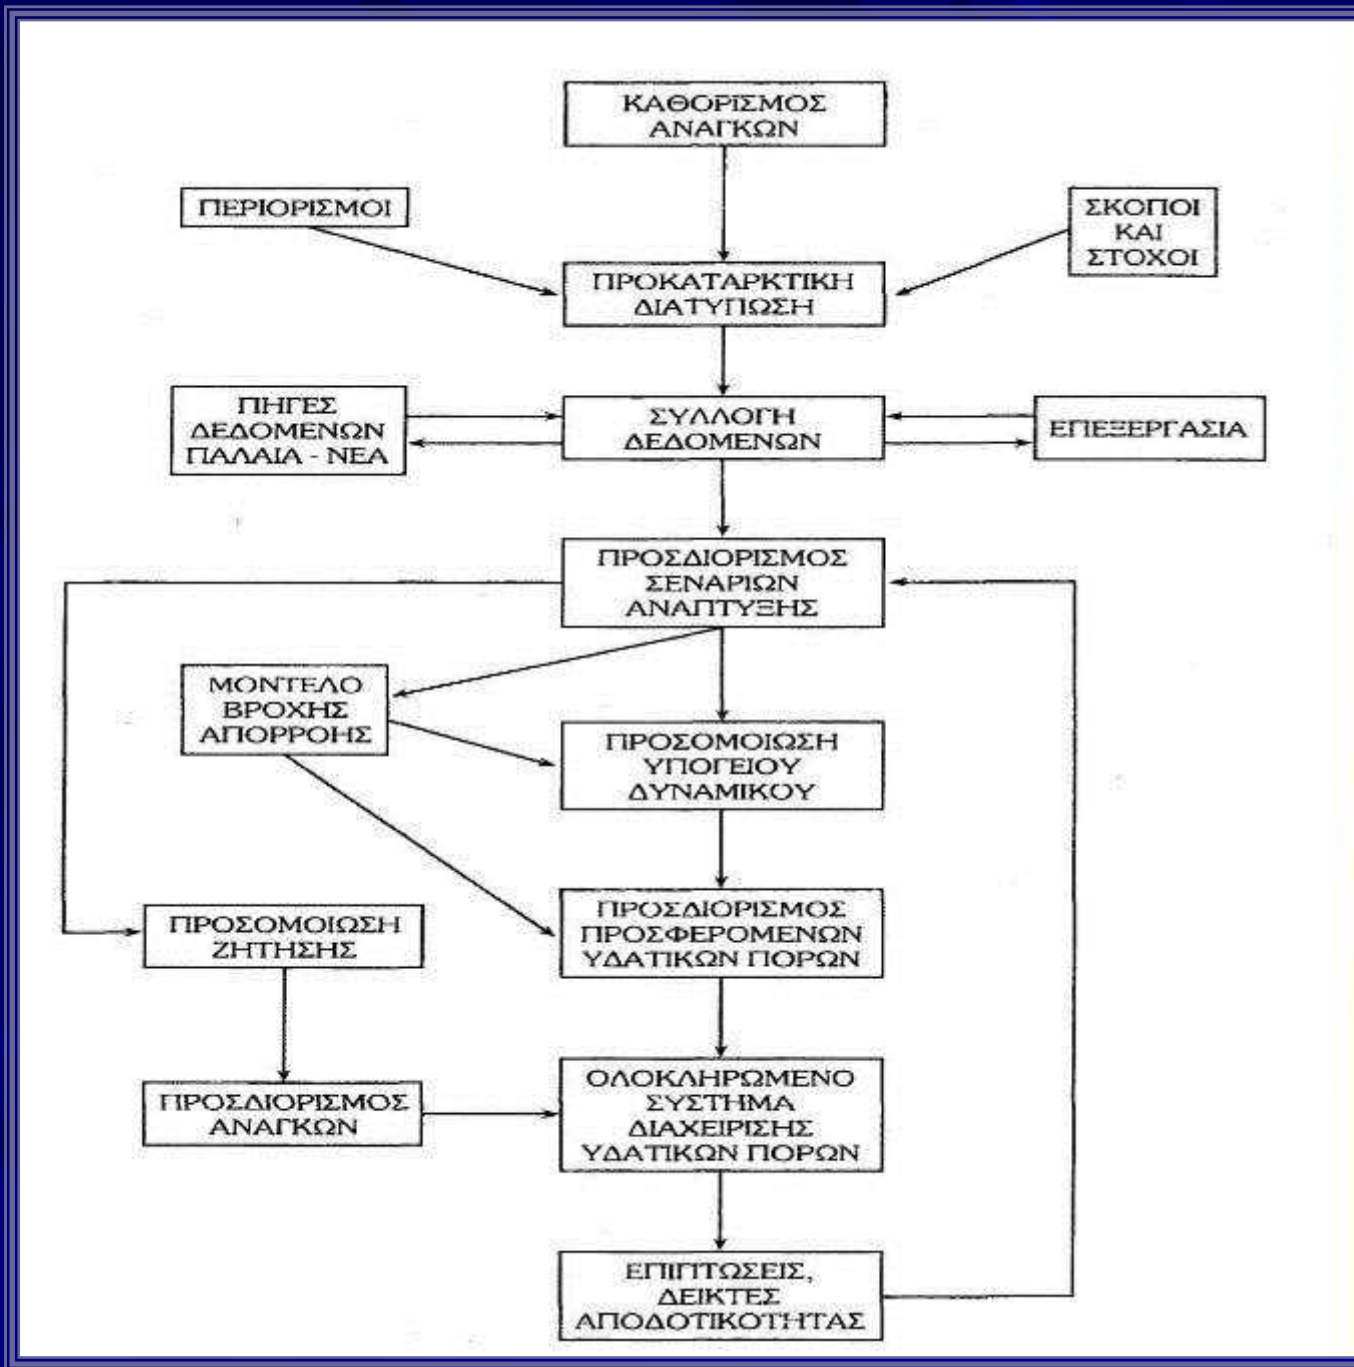 ΚΑΘΟΡΙΣΜΟΣ
ΑΝΑΓΚΩΝ
ΠΕΡΙΟΡΙΣΜΟΙ
ΣΚΟΠΟΙ
ΚΑΙ
ΣΤΟΧΟΙ
ΠΡΟΚΑΤΑΡΚΤΙΚΗ
ΔΙΑΤΥΠΩΣΗ
ΠΗΓΕΣ
ΔΕΔΟΜΕΝΩΝ
ΠΑΛΑΙΑ - ΝΕΑ
ΣΥΛΛΟΓΗ
ΔΕΔΟΜΕΝΩΝ
ΕΠΕΞΕΡΓΑΣΙΑ
ΠΡΟΣΔΙΟΡΙΣΜΟΣ
ΣΕΝΑΡΙΩΝ
ΑΝΑΠΤΥΞΗΣ
ΜΟΝΤΕΛΟ
ΒΡΟΧΗΣ
ΑΠΟΡΡΟΗΣ
ΠΡΟΣΟΜΟΙΩΣΗ
ΥΠΟΓΕΙΟΥ
ΔΥΝΑΜΙΚΟΥ
ΠΡΟΣΟΜΟΙΩΣΗ
ΖΗΤΗΣΗΣ
ΠΡΟΣΔΙΟΡΙΣΜΟΣ
ΠΡΟΣΦΕΡΟΜΕΝΩΝ
ΥΔΑΤΙΚΩΝ ΠΟΡΩΝ
ΠΡΟΣΔΙΟΡΙΣΜΟΣ
ΑΝΑΓΚΩΝ
ΟΛΟΚΛΗΡΩΜΕΝΟ
ΣΥΣΤΗΜΑ
ΔΙΑΧΕΙΡΙΣΗΣ
ΥΔΑΤΙΚΩΝ ΠΟΡΩΝ
ΕΠΙΠΤΩΣΕΙΣ,
ΔΕΙΚΤΕΣ
ΑΠΟΔΟΤΙΚΟΤΗΤΑΣ